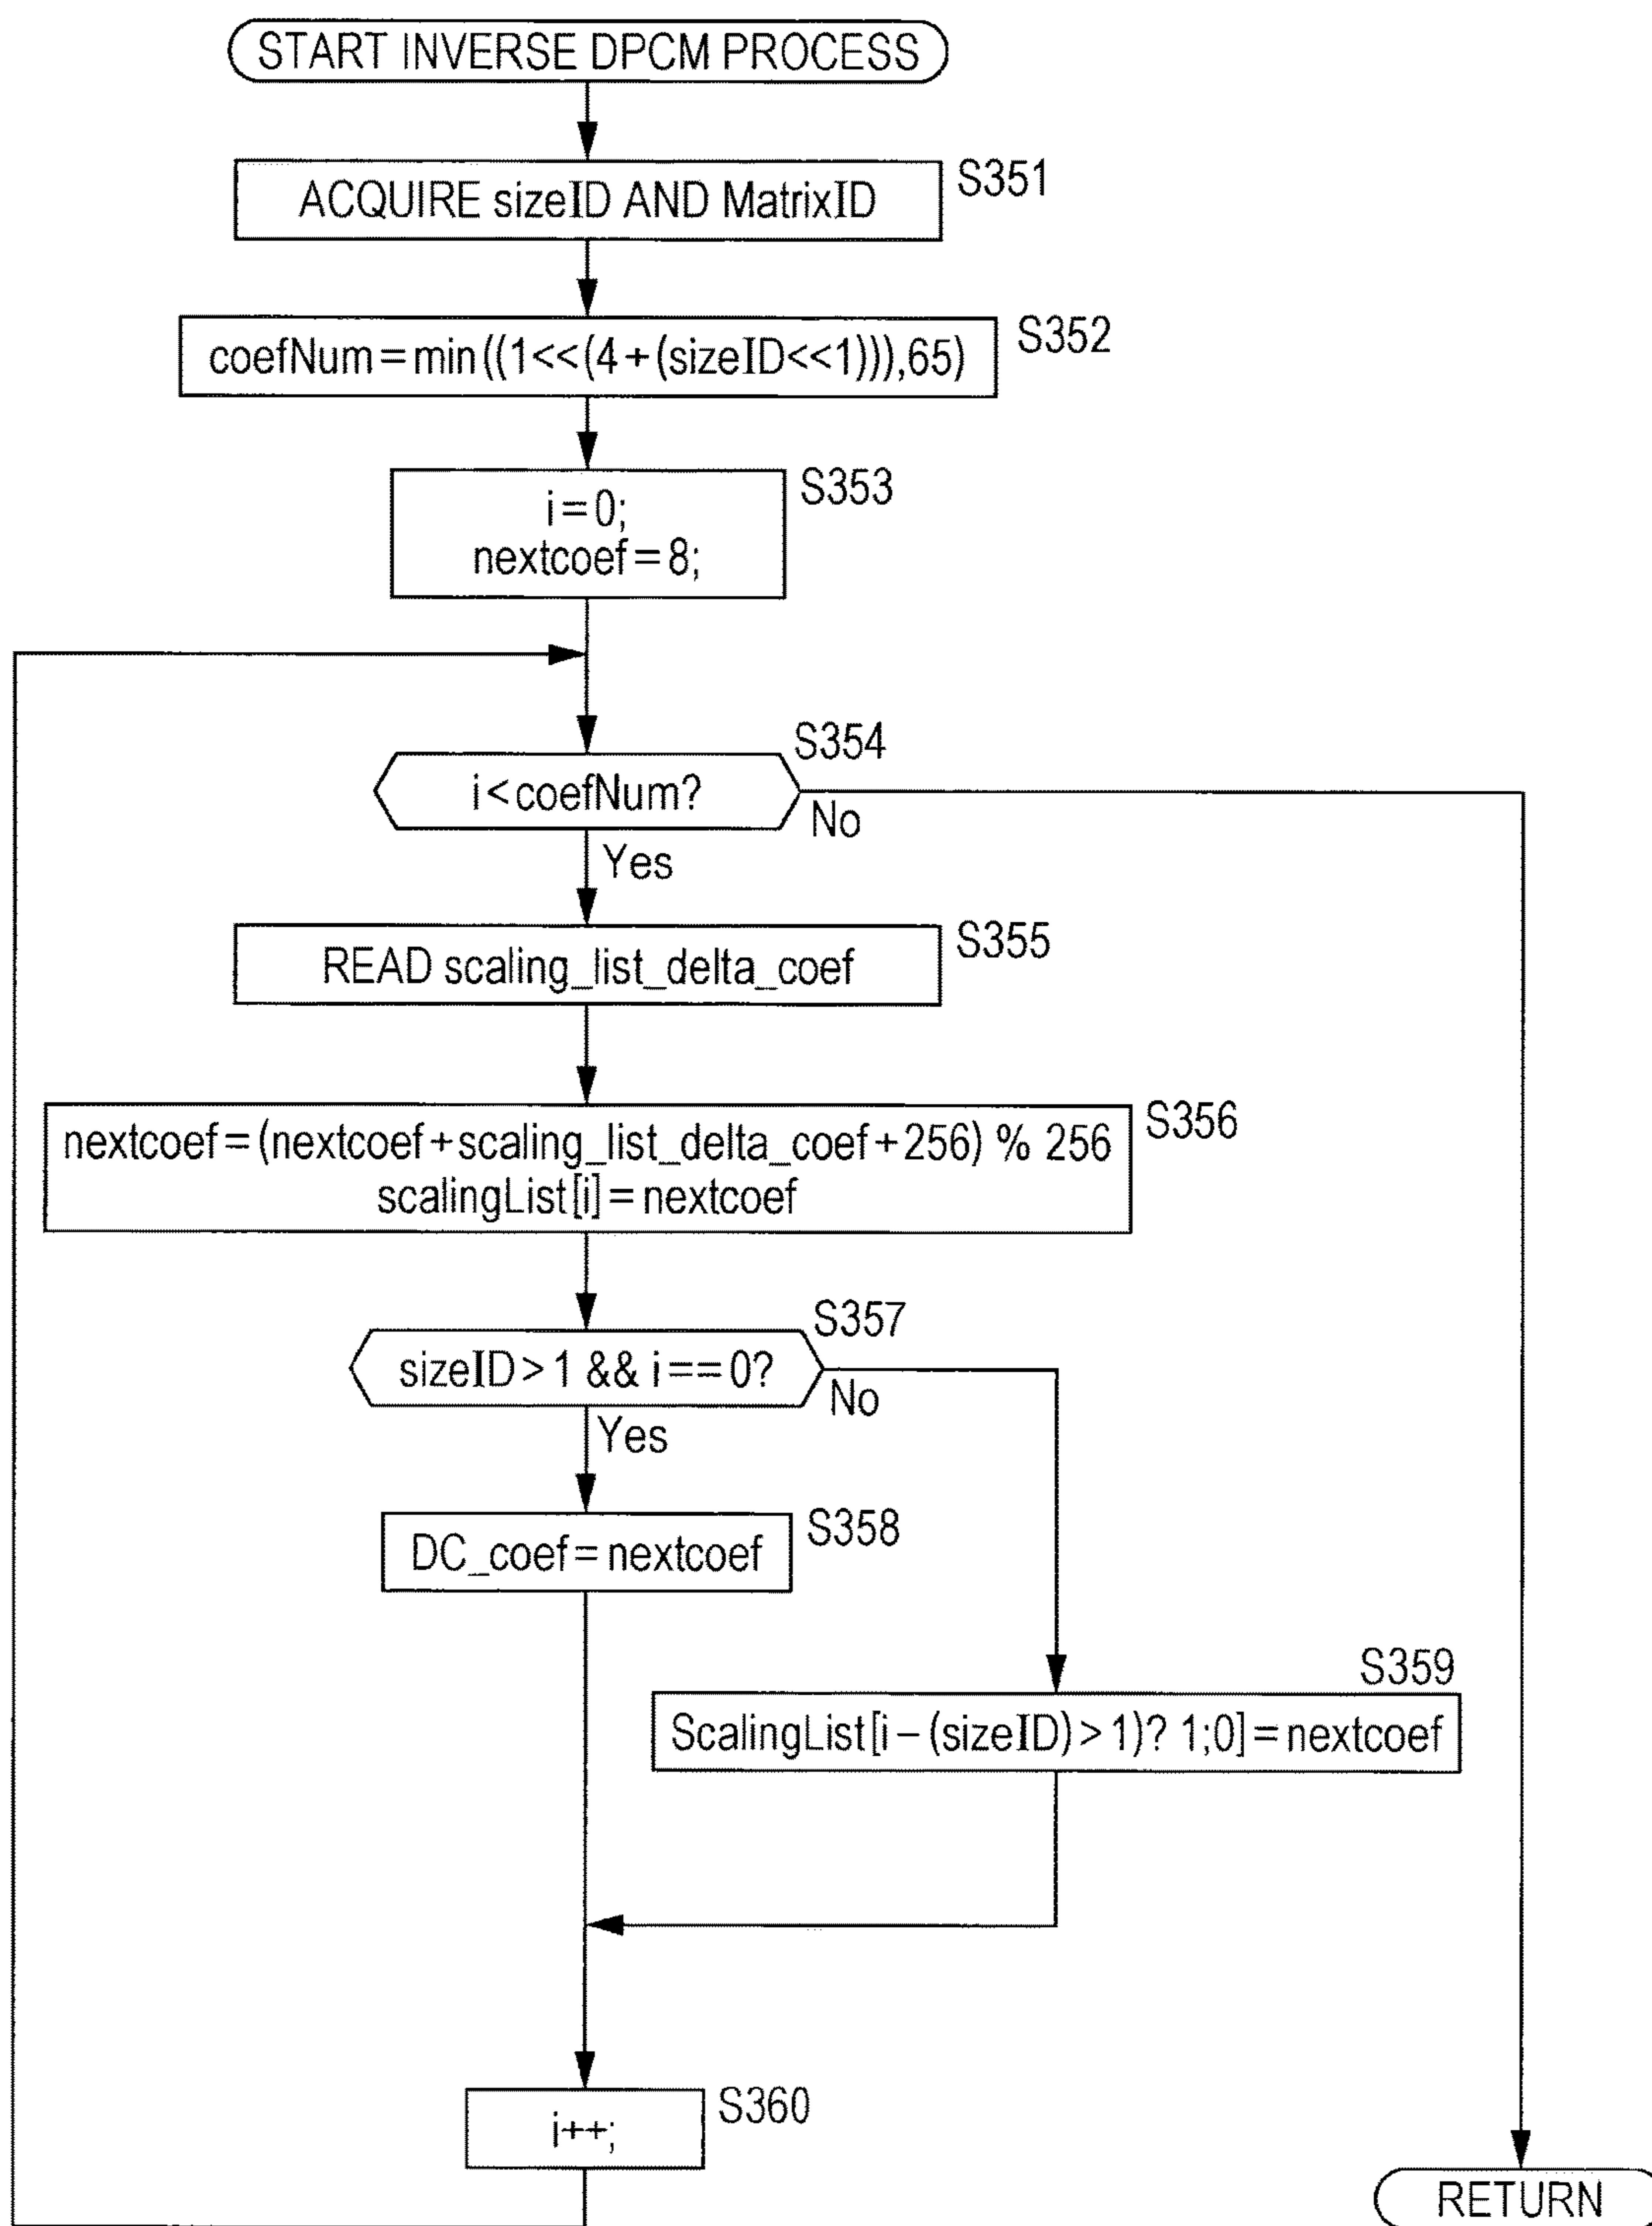 START INVERSE DPCM PROCESS
ACQUIRE sizeID AND MatrixID
S351
coefNum=min((1<<(4+(sizeID<<1))),65)
S352
i=0;
nextcoef=8;
S353
S354
i<coefNum?
No
Yes
READ scaling_list_delta_coef
S355
nextcoef=(nextcoef+scaling_list_delta_coef+256) % 256
scalingList[i]=nextcoef
S356
S357
sizeID>1 && i==0?
No
Yes
DC_coef=nextcoef
S358
S359
ScalingList[i-(sizeID)>1)? 1;0]=nextcoef
i++;
S360
RETURN